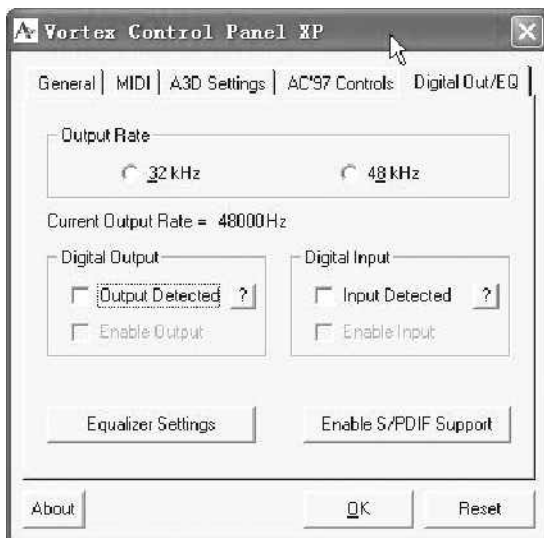 Vortex Control Panel XP
General MIDI A3D Settings AC'97 Controls Digital Out/EQ
Output Rate
32 kHz 48 kHz
Current Output Rate = 48000Hz
Digital Output Digital Input
Output Detected ? Input Detected ?
Enable Output Enable Input
Equalizer Settings Enable S/PDIF Support
About OK Reset